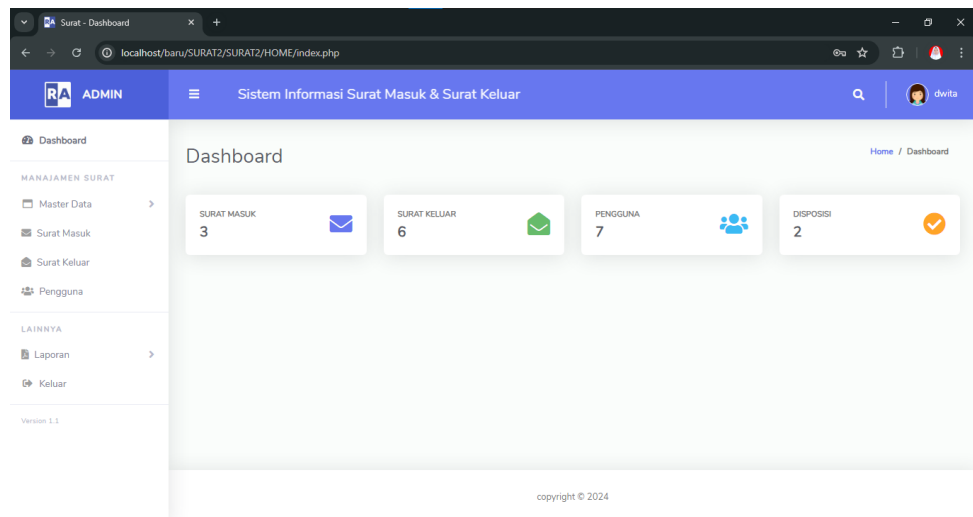 Surat - Dashboard
localhost/baru/SURAT2/SURAT2/HOME/index.php
RA ADMIN
Sistem Informasi Surat Masuk & Surat Keluar
dwita
Dashboard
MANAJAMEN SURAT
Master Data
Surat Masuk
Surat Keluar
Pengguna
LAINNYA
Laporan
Keluar
Version 1.1
Dashboard
Home / Dashboard
SURAT MASUK
3
SURAT KELUAR
6
PENGGUNA
7
DISPOSISI
2
copyright © 2024